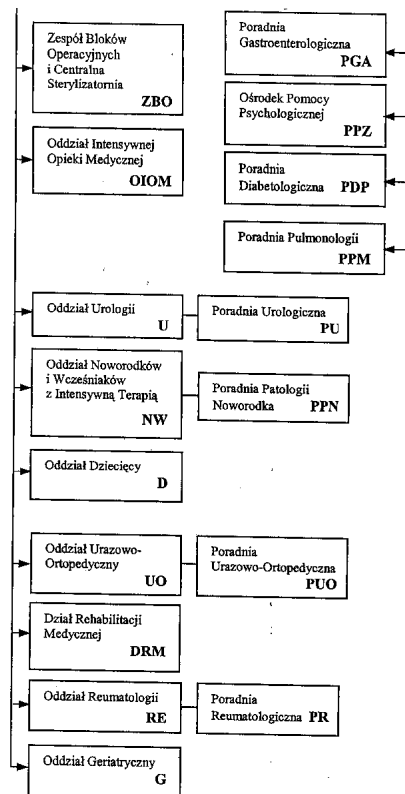 Zespół Bloków
Operacyjnych
i Centralna
Sterylizatornia
ZBO
Poradnia
Gastroenterologiczna
PGA
Ośrodek Pomocy
Psychologicznej
PPZ
Oddział Intensywnej
Opieki Medycznej
OIOM
Poradnia
Diabetologiczna PDP
Poradnia Pulmonologii
PPM
Oddział Urologii
U
Poradnia Urologiczna
PU
Oddział Noworodków
i Wcześniaków
z Intensywną Terapią
NW
Poradnia Patologii
Noworodka PPN
Oddział Dziecięcy
D
Oddział Urazowo-
Ortopedyczny
UO
Poradnia
Urazowo-Ortopedyczna
PUO
Dział Rehabilitacji
Medycznej
DRM
Oddział Reumatologii
RE
Poradnia
Reumatologiczna PR
Oddział Geriatryczny
G